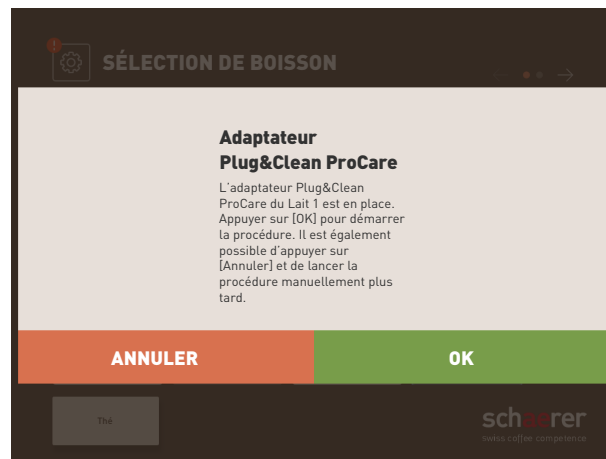 !
SÉLECTION DE BOISSON
Adaptateur
Plug&Clean ProCare
L'adaptateur Plug&Clean
ProCare du Lait 1 est en place.
Appuyer sur [OK] pour démarrer
la procédure. Il est également
possible d'appuyer sur
[Annuler] et de lancer la
procédure manuellement plus
tard.
ANNULER
OK
Thé
schaerer
swiss coffee competence